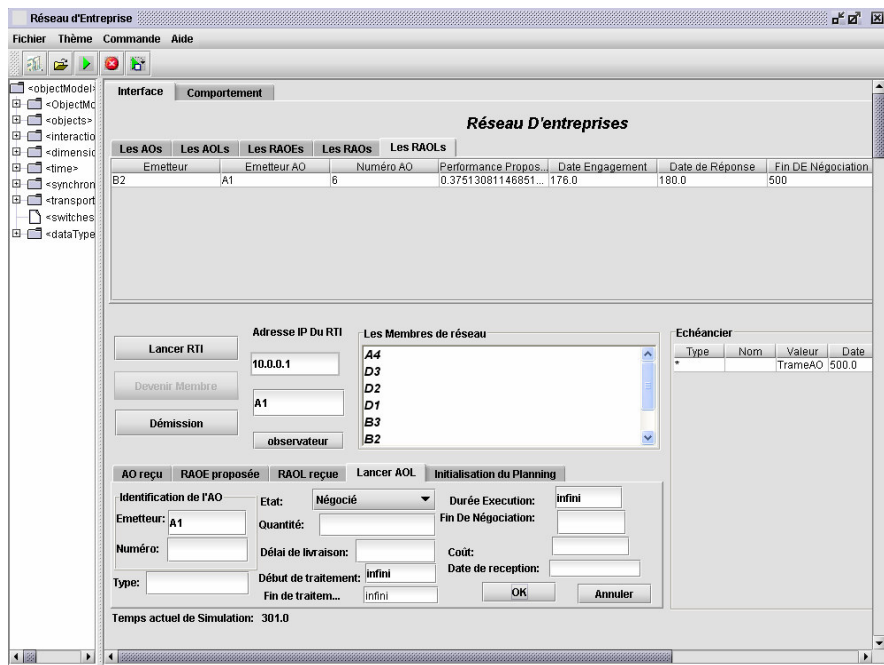 Réseau d'Entreprise
Fichier Thème Commande Aide
<objectModel>
<ObjectMo
<objects>
<interactio
<dimensio
<time>
<synchron
<transport
<switches
<dataType
Interface Comportement
Réseau D'entreprises
Les AOs Les AOLs Les RAOEs Les RAOs Les RAOLs
Emetteur Emetteur AO Numéro AO Performance Propos... Date Engagement Date de Réponse Fin DE Négociation
B2 A1 6 0.37513081146851... 176.0 180.0 500
Lancer RTI
Devenir Membre
Démission
Adresse IP Du RTI
10.0.0.1
A1
observateur
Les Membres de réseau
A4
D3
D2
D1
B3
B2
Echéancier
Type Nom Valeur Date
* TrameAO 500.0
AO reçu RAOE proposée RAOL reçue Lancer AOL Initialisation du Planning
Identification de l'AO
Emetteur: A1
Numéro:
Type:
Etat: Négocié
Quantité:
Délai de livraison:
Début de traitement: infini
Fin de traitem... infini
Durée Execution: infini
Fin De Négociation:
Coût:
Date de reception:
OK Annuler
Temps actuel de Simulation: 301.0